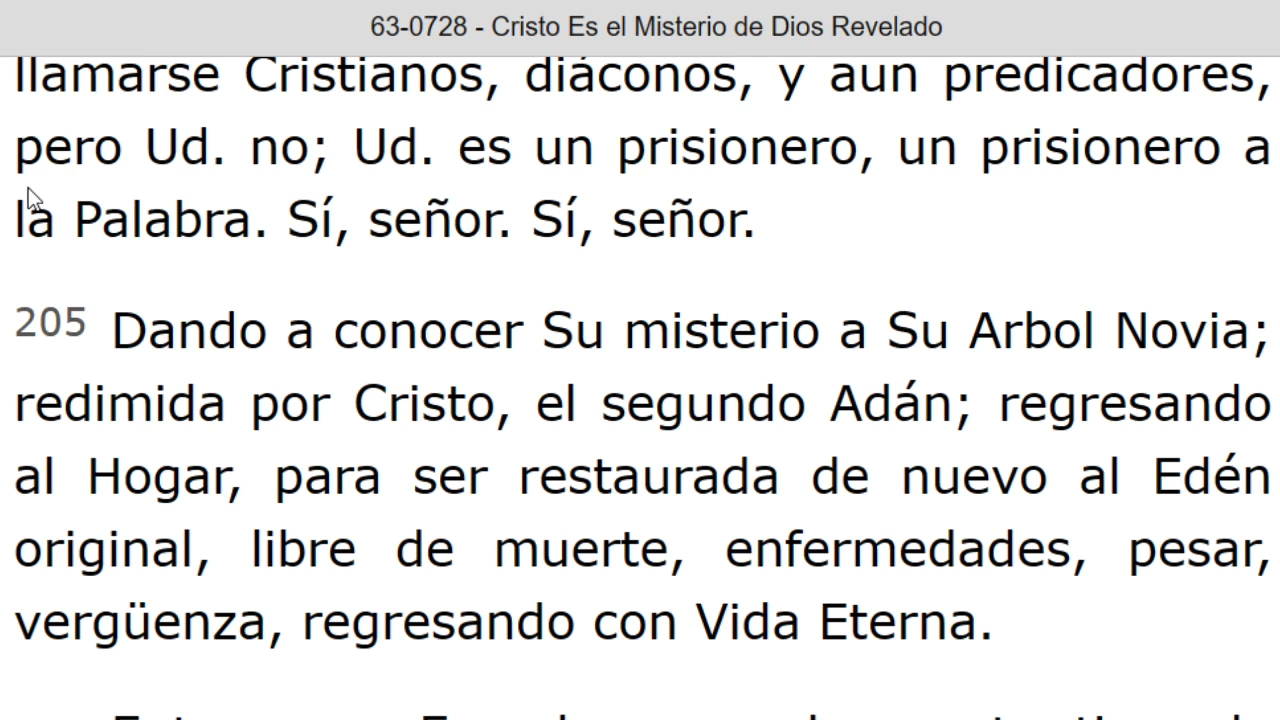 63-0728 - Cristo Es el Misterio de Dios Revelado
llamarse Cristianos, diáconos, y aun predicadores,
pero Ud. no; Ud. es un prisionero, un prisionero a
la Palabra. Sí, señor. Sí, señor.
205 Dando a conocer Su misterio a Su Arbol Novia;
redimida por Cristo, el segundo Adán; regresando
al Hogar, para ser restaurada de nuevo al Edén
original, libre de muerte, enfermedades, pesar,
vergüenza, regresando con Vida Eterna.